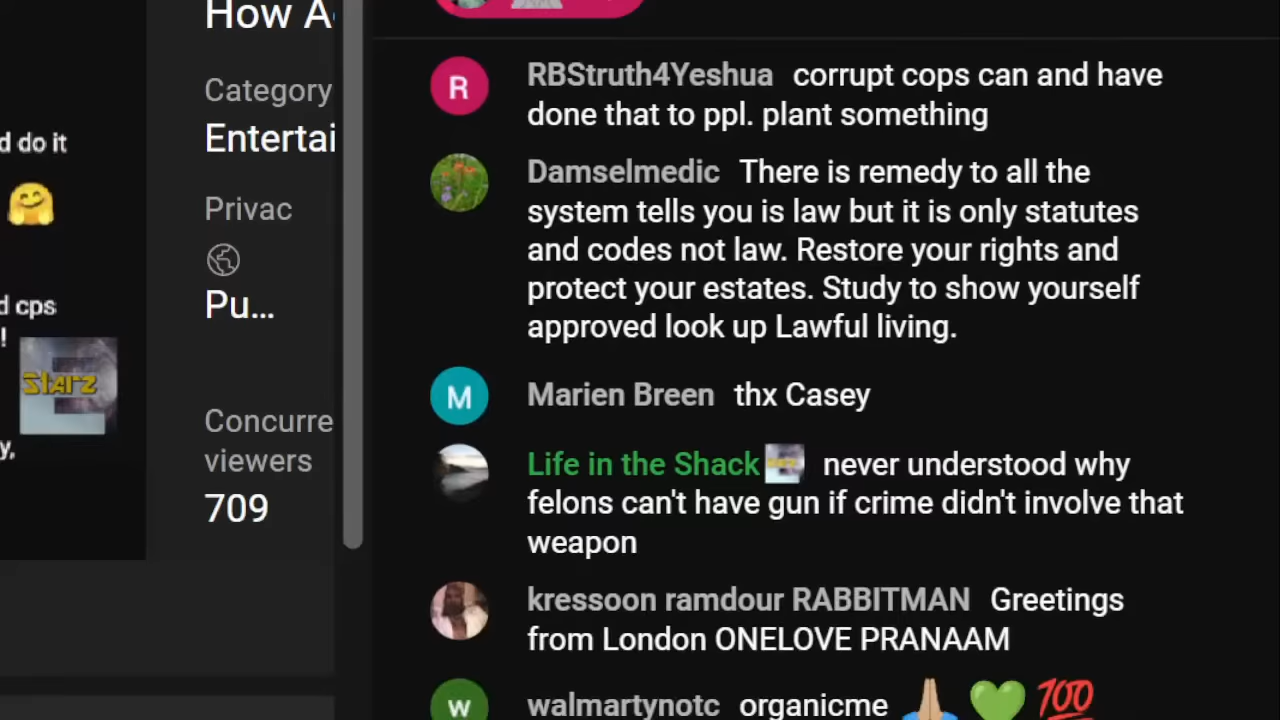 How A
Category
Entertai
Privac
Pu...
Concurre
viewers
709
d do it
d cps
!
Starz
y,
R
RBStruth4Yeshua corrupt cops can and have
done that to ppl. plant something
Damselmedic There is remedy to all the
system tells you is law but it is only statutes
and codes not law. Restore your rights and
protect your estates. Study to show yourself
approved look up Lawful living.
M
Marien Breen thx Casey
Life in the Shack never understood why
felons can't have gun if crime didn't involve that
weapon
kressoon ramdour RABBITMAN Greetings
from London ONELOVE PRANAAM
w
walmartynotc organicme 🙏 💚 💯